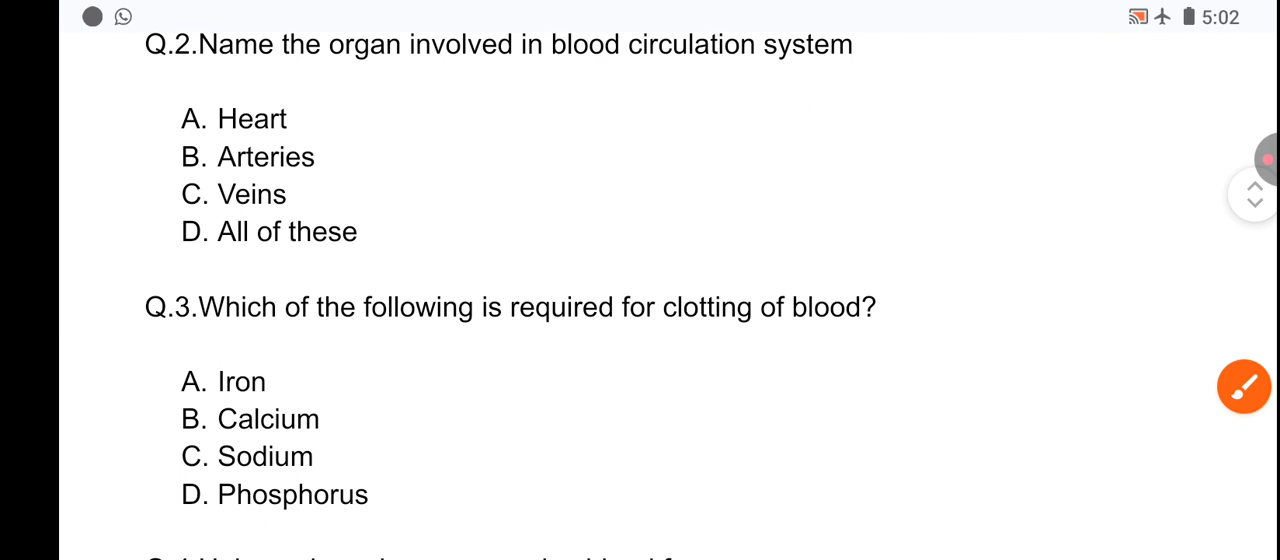 5:02
Q.2.Name the organ involved in blood circulation system
A. Heart
B. Arteries
C. Veins
D. All of these
Q.3.Which of the following is required for clotting of blood?
A. Iron
B. Calcium
C. Sodium
D. Phosphorus